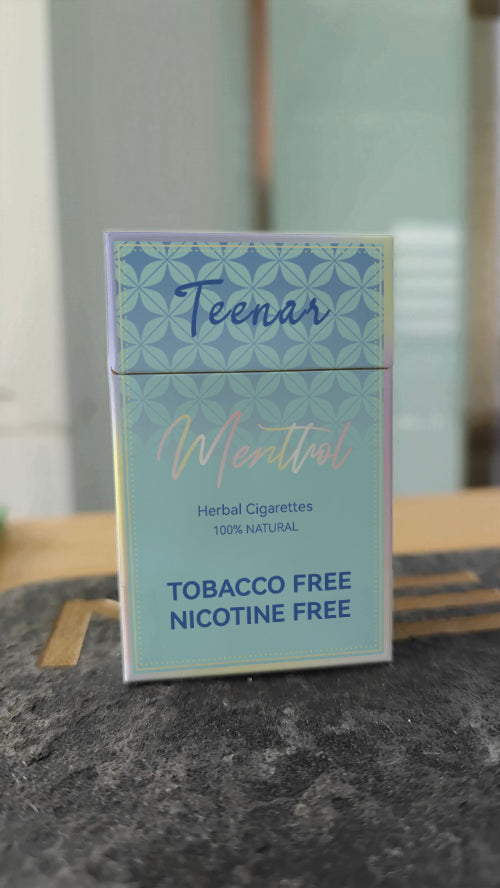 Teenar
Menthol
Herbal Cigarettes
100% NATURAL
TOBACCO FREE
NICOTINE FREE